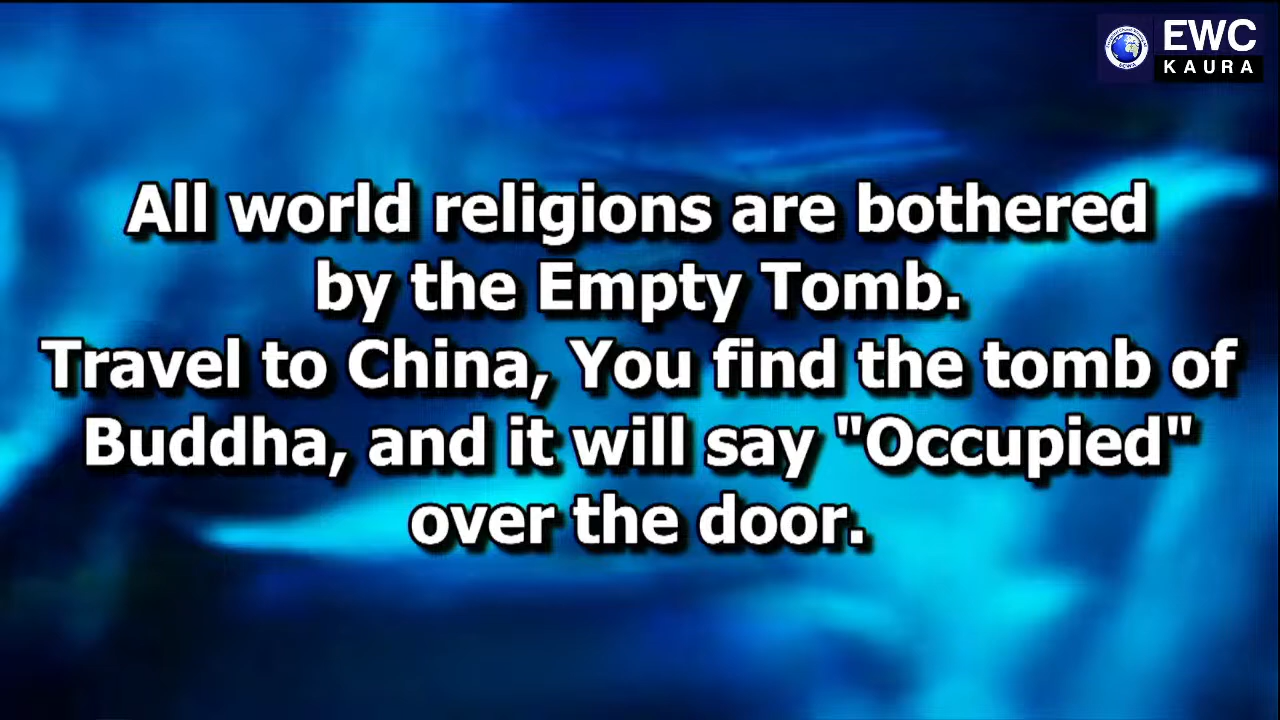 EWC
KAURA
All world religions are bothered
by the Empty Tomb.
Travel to China, You find the tomb of
Buddha, and it will say "Occupied"
over the door.